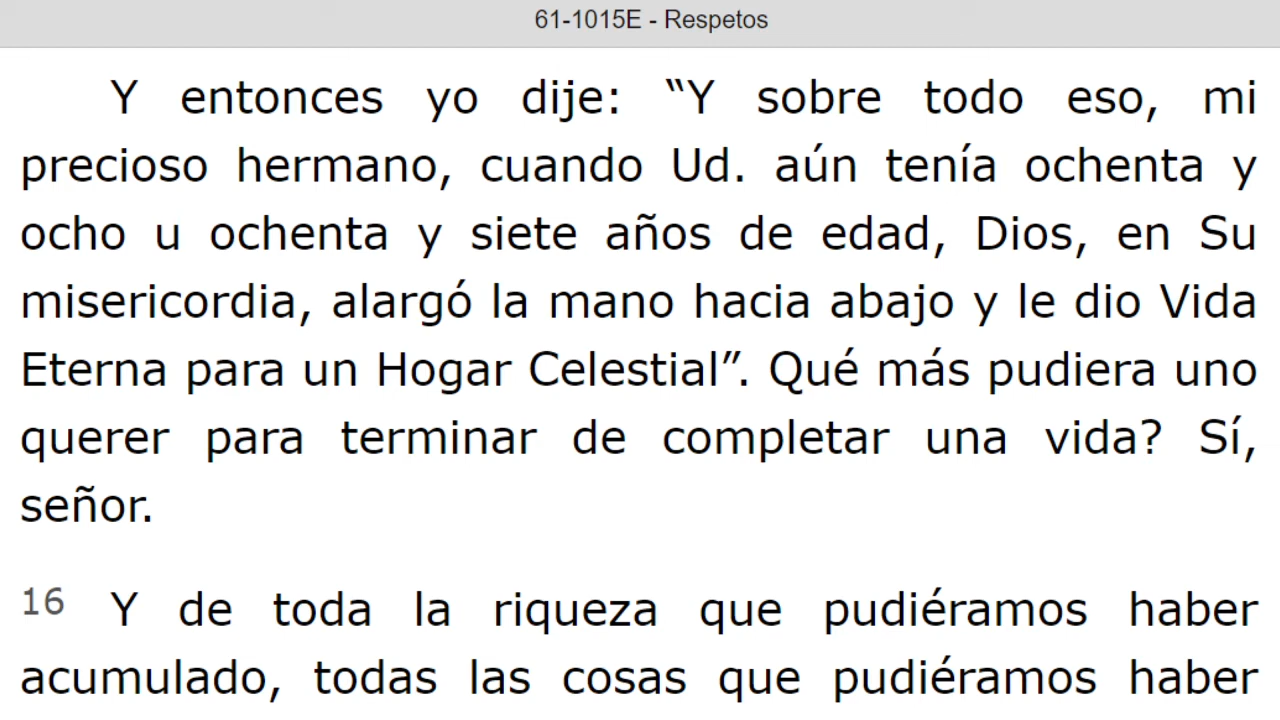 61-1015E - Respetos
Y entonces yo dije: “Y sobre todo eso, mi
precioso hermano, cuando Ud. aún tenía ochenta y
ocho u ochenta y siete años de edad, Dios, en Su
misericordia, alargó la mano hacia abajo y le dio Vida
Eterna para un Hogar Celestial”. Qué más pudiera uno
querer para terminar de completar una vida? Sí,
señor.
16 Y de toda la riqueza que pudiéramos haber
acumulado, todas las cosas que pudiéramos haber